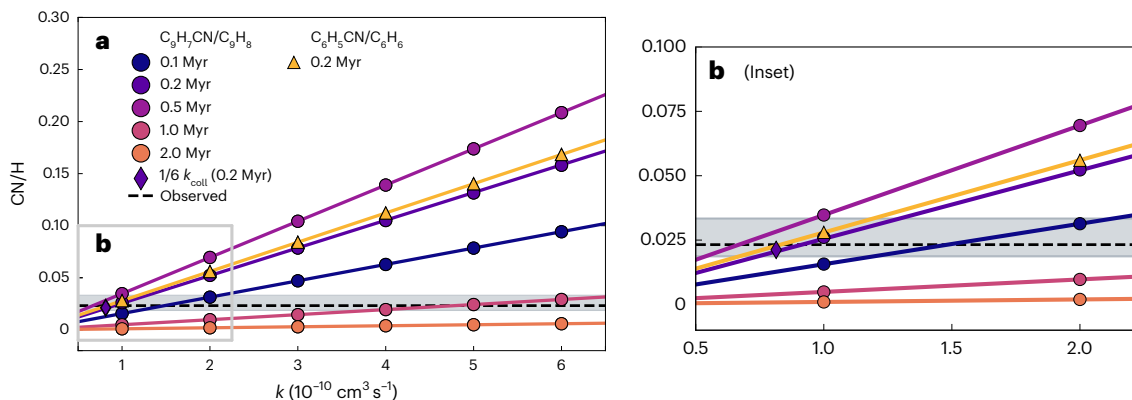 a
C₉H₇CN/C₉H₈
0.1 Myr
0.2 Myr
0.5 Myr
1.0 Myr
2.0 Myr
1/6 k_coll (0.2 Myr)
Observed
C₆H₅CN/C₆H₆
0.2 Myr
b
CN/H
0.30
0.25
0.20
0.15
0.10
0.05
0
1
2
3
4
5
6
k (10⁻¹⁰ cm³ s⁻¹)
b (Inset)
0.100
0.075
0.050
0.025
0
0.5
1.0
1.5
2.0